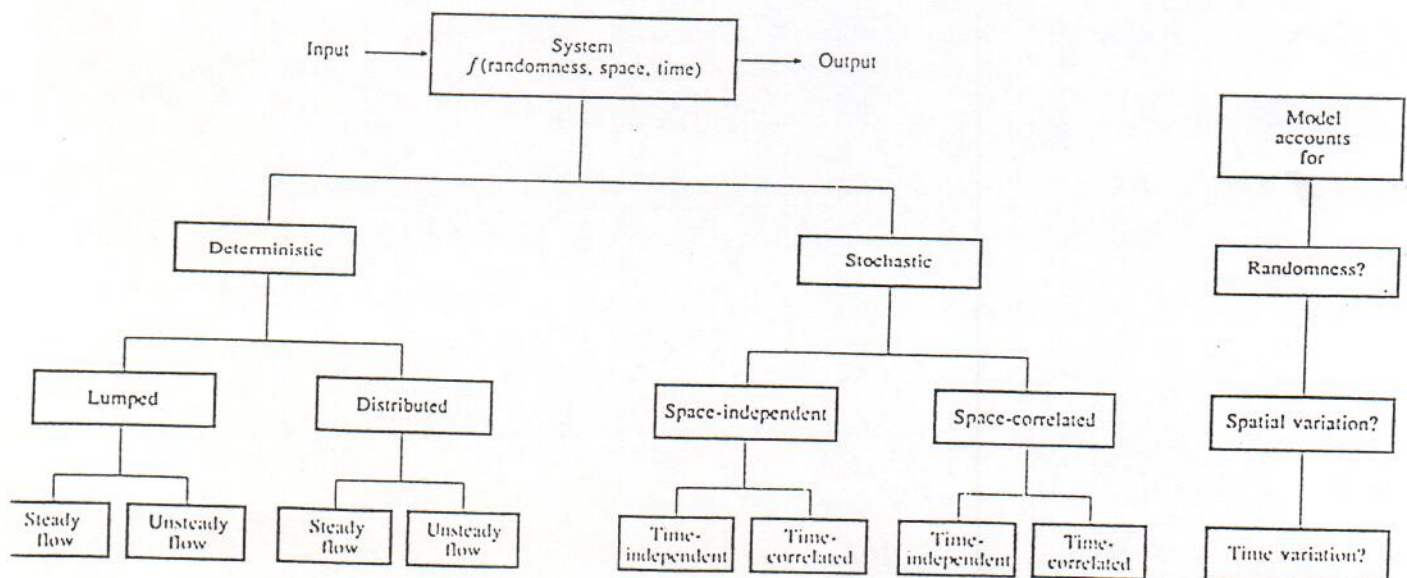 Input
System
f(randomness, space, time)
Output
Model
accounts
for
Deterministic
Stochastic
Randomness?
Lumped
Distributed
Space-independent
Space-correlated
Spatial variation?
Steady
flow
Unsteady
flow
Steady
flow
Unsteady
flow
Time-
independent
Time-
correlated
Time-
independent
Time-
correlated
Time variation?